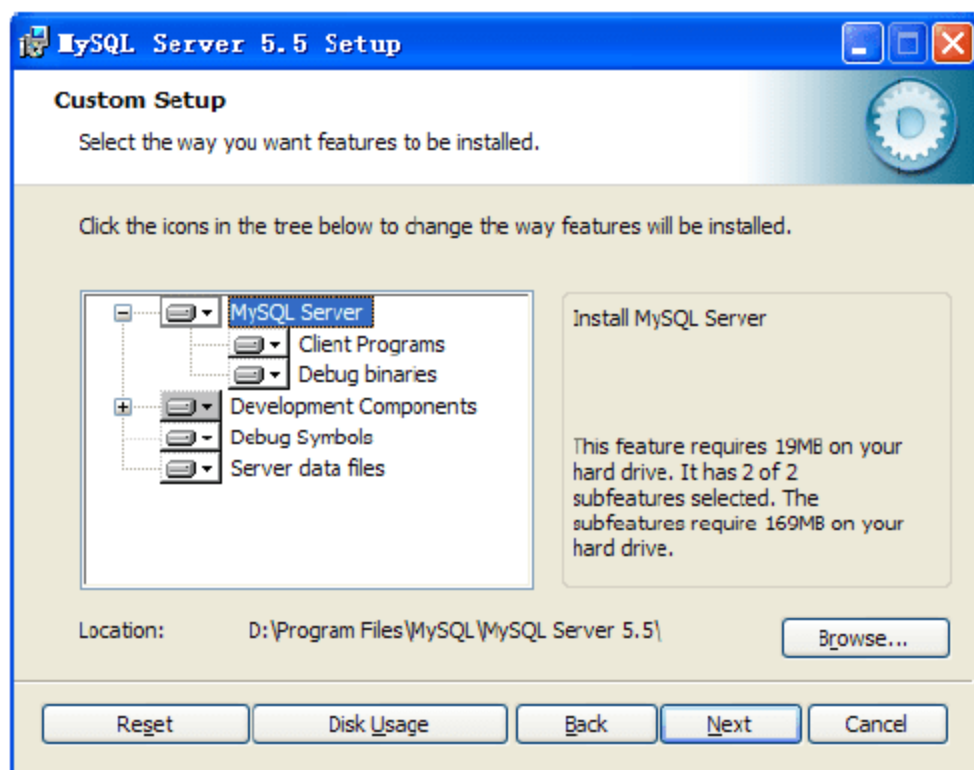 MySQL Server 5.5 Setup
Custom Setup
Select the way you want features to be installed.
Click the icons in the tree below to change the way features will be installed.
MySQL Server
Client Programs
Debug binaries
Development Components
Debug Symbols
Server data files
Install MySQL Server
This feature requires 19MB on your
hard drive. It has 2 of 2
subfeatures selected. The
subfeatures require 169MB on your
hard drive.
Location: D:\Program Files\MySQL\MySQL Server 5.5\
Browse...
Reset Disk Usage Back Next Cancel